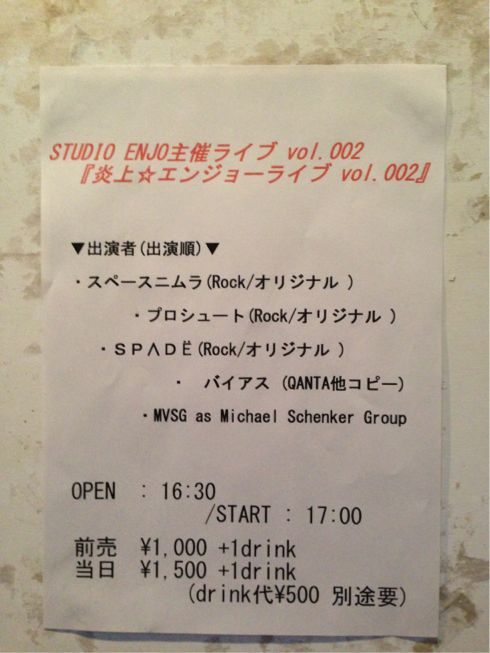 STUDIO ENJO主催ライブ vol.002
『炎上☆エンジョーライブ vol.002』
▼出演者(出演順)▼
・スペースニムラ(Rock/オリジナル )
・プロシュート(Rock/オリジナル )
・ＳＰΛＤЁ(Rock/オリジナル )
・ バイアス (QANTA他コピー)
・MVSG as Michael Schenker Group
OPEN : 16:30
/START : 17:00
前売 ¥1,000 +1drink
当日 ¥1,500 +1drink
(drink代¥500 別途要)